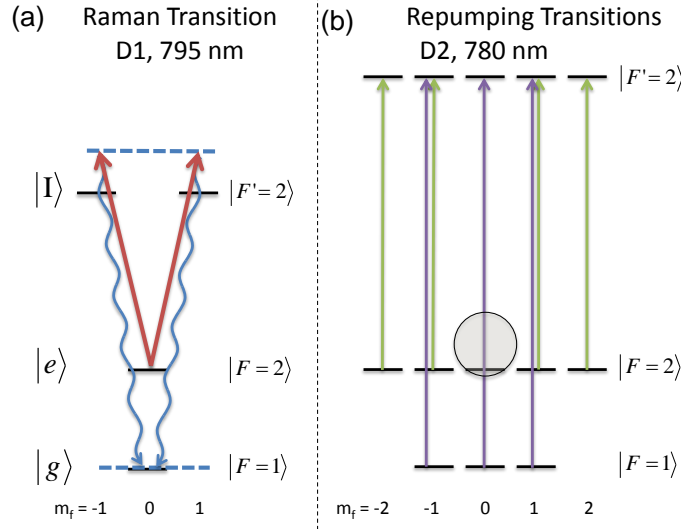 (a) Raman Transition
D1, 795 nm
|I⟩
|F'=2⟩
|e⟩
|F=2⟩
|g⟩
|F=1⟩
m_f = -1 0 1
(b) Repumping Transitions
D2, 780 nm
|F'=2⟩
|F=2⟩
|F=1⟩
m_f = -2 -1 0 1 2